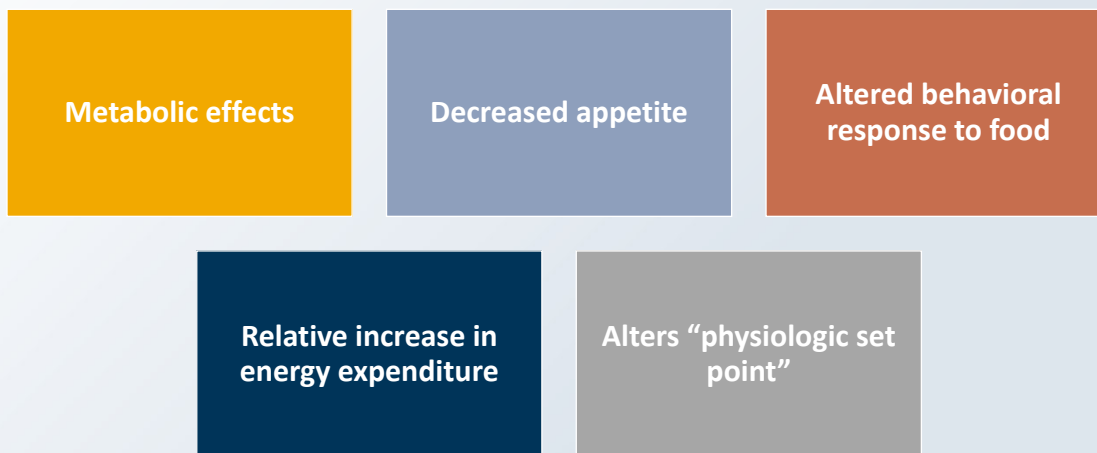 Metabolic effects
Decreased appetite
Altered behavioral
response to food
Relative increase in
energy expenditure
Alters “physiologic set
point”